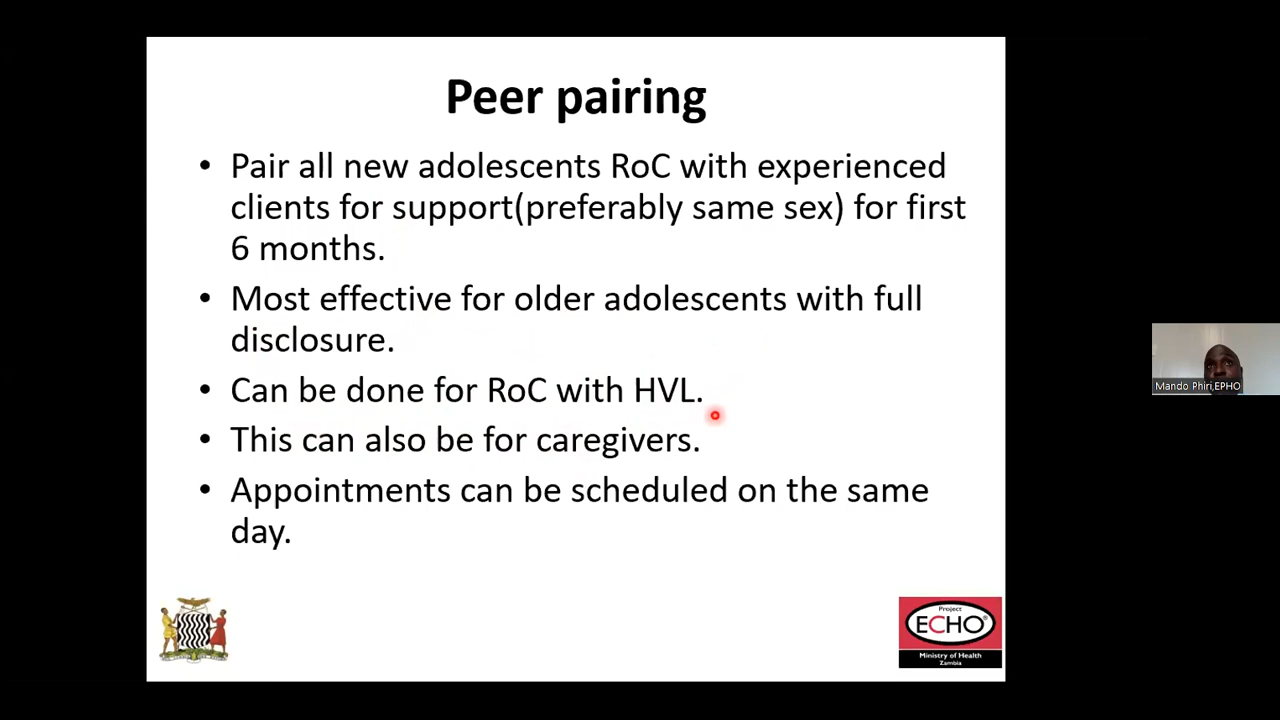 Peer pairing
• Pair all new adolescents RoC with experienced
clients for support(preferably same sex) for first
6 months.
• Most effective for older adolescents with full
disclosure.
• Can be done for RoC with HVL.
• This can also be for caregivers.
• Appointments can be scheduled on the same
day.
Mando Phiri,EPHO
Project
ECHO®
Ministry of Health
Zambia